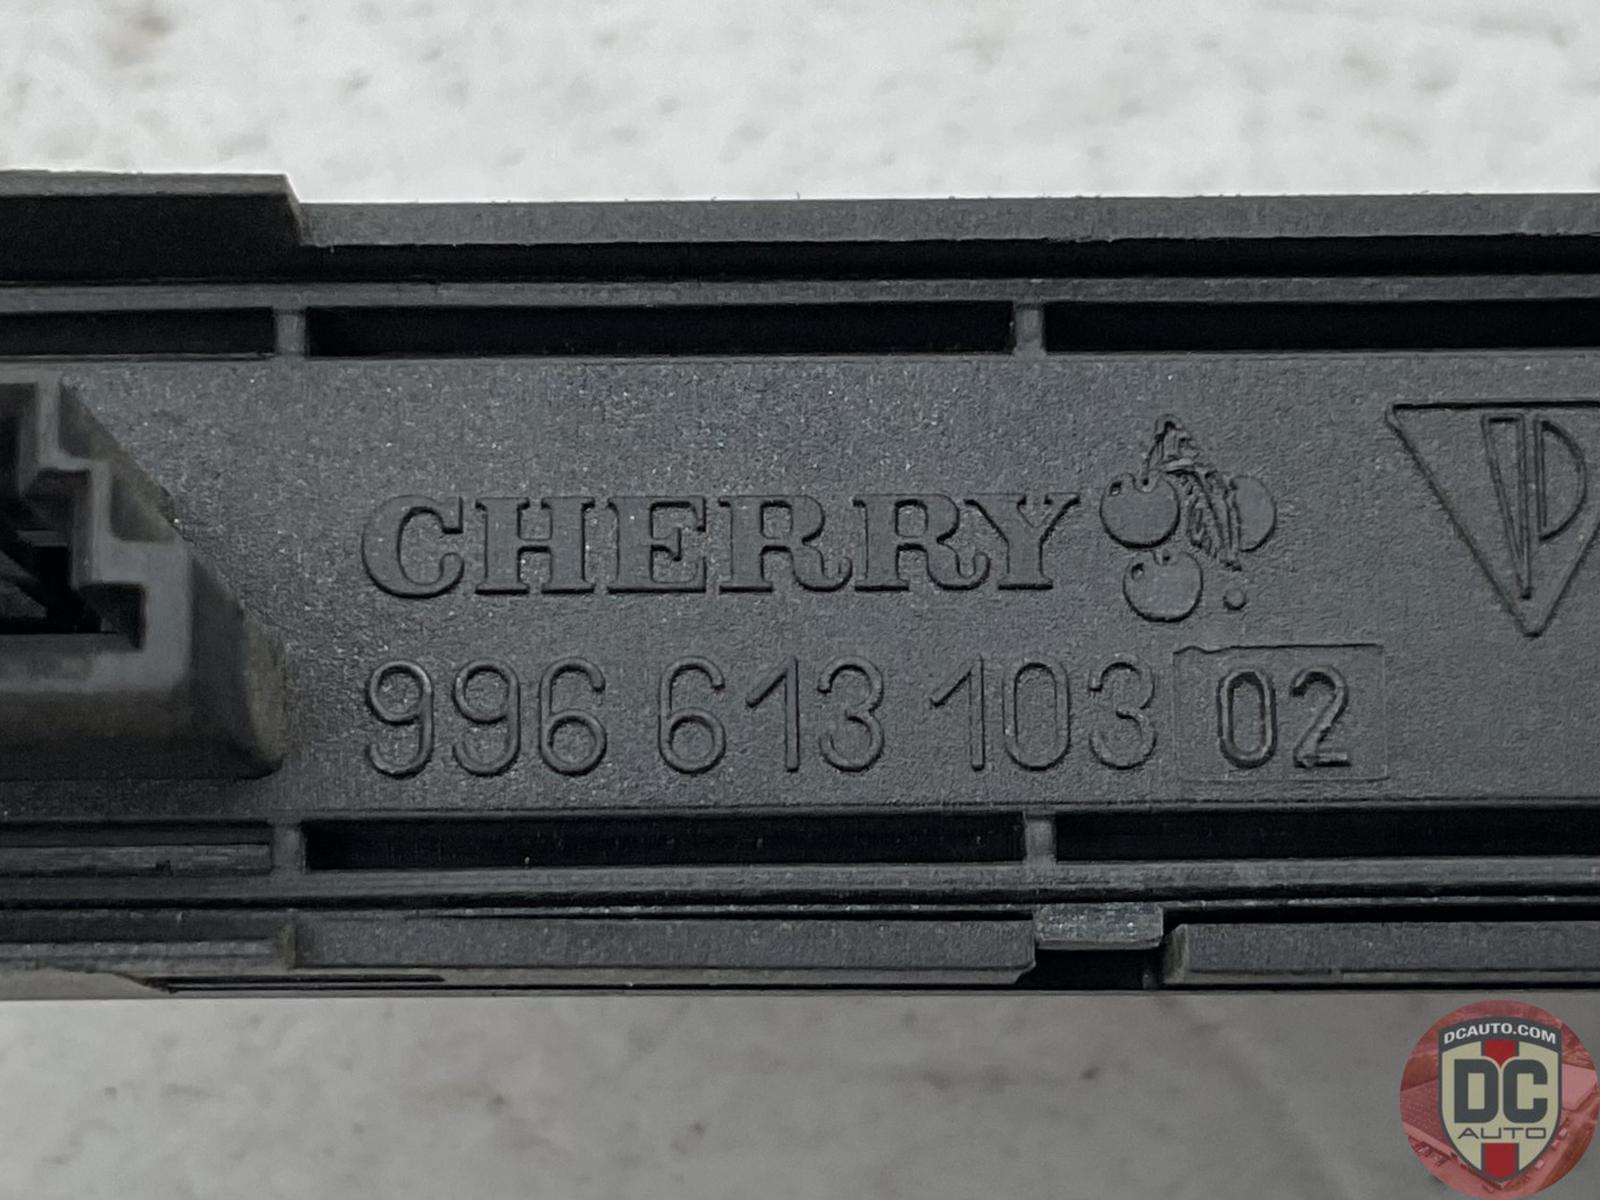 CHERRY
996 613 103 02
DCAUTO.COM
DC
AUTO